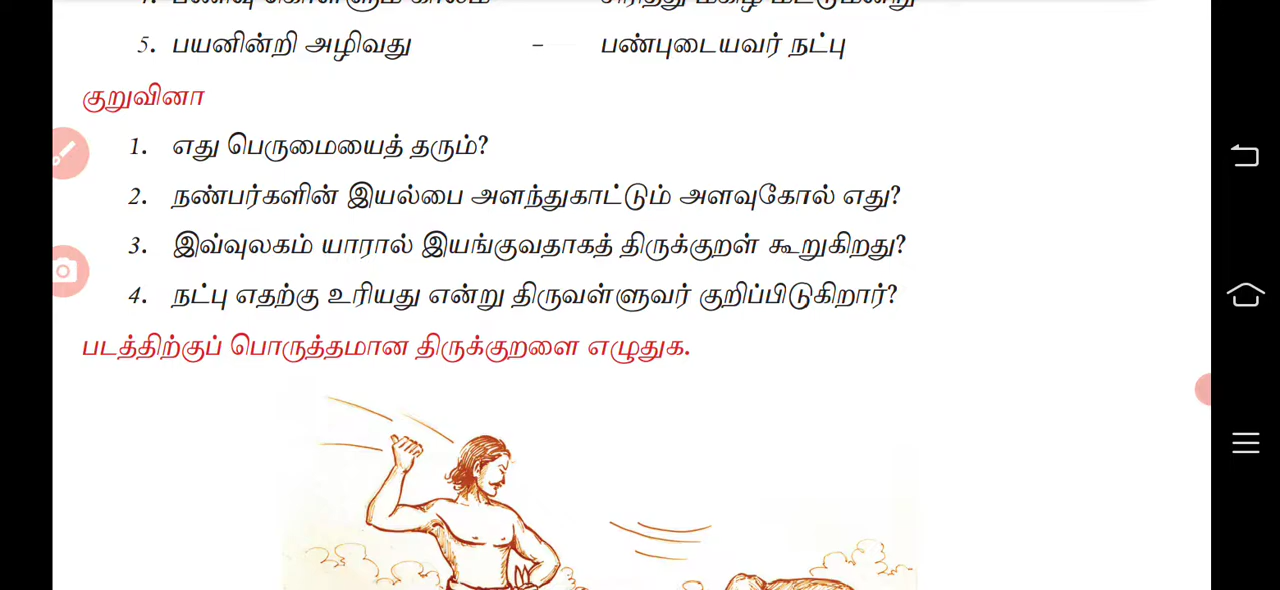 5. பயனின்றி அழிவது - பண்புடையவர் நட்பு
குறுவினா
1. எது பெருமையைத் தரும்?
2. நண்பர்களின் இயல்பை அளந்துகாட்டும் அளவுகோல் எது?
3. இவ்வுலகம் யாரால் இயங்குவதாகத் திருக்குறள் கூறுகிறது?
4. நட்பு எதற்கு உரியது என்று திருவள்ளுவர் குறிப்பிடுகிறார்?
படத்திற்குப் பொருத்தமான திருக்குறளை எழுதுக.